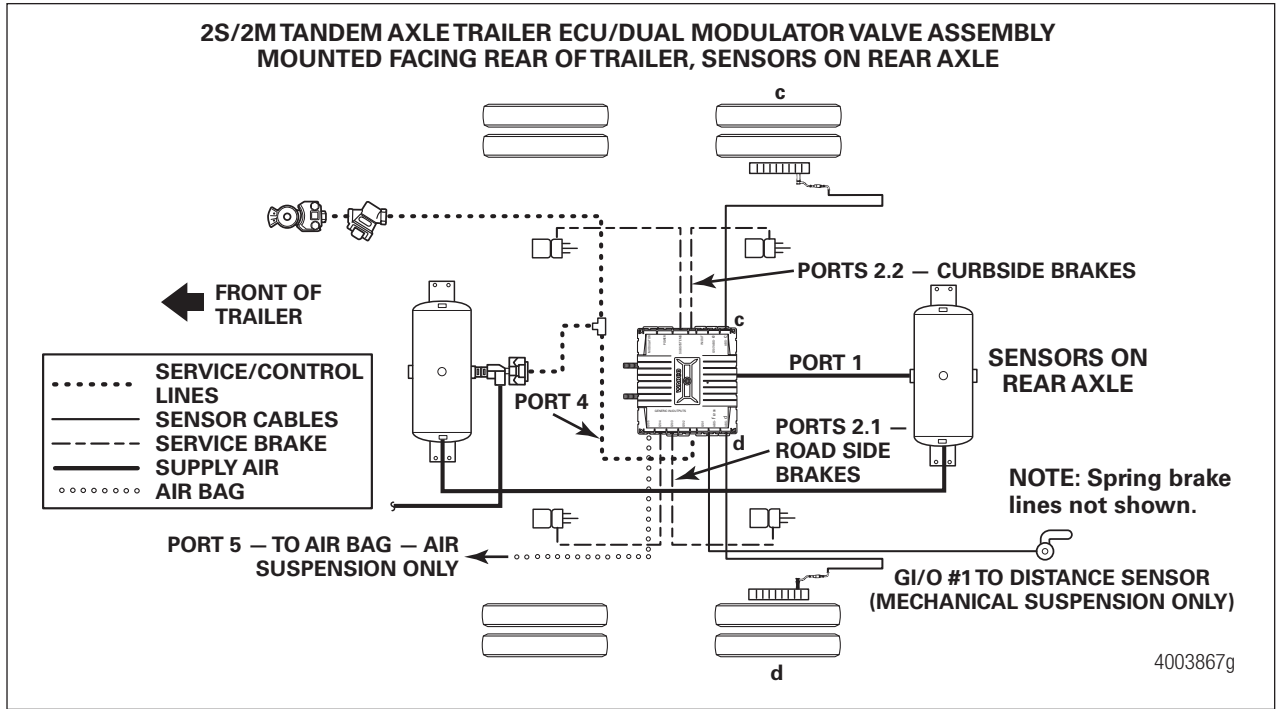 2S/2M TANDEM AXLE TRAILER ECU/DUAL MODULATOR VALVE ASSEMBLY
MOUNTED FACING REAR OF TRAILER, SENSORS ON REAR AXLE
c
PORTS 2.2 — CURBSIDE BRAKES
FRONT OF
TRAILER
c
SERVICE/CONTROL
LINES
SENSOR CABLES
SERVICE BRAKE
SUPPLY AIR
AIR BAG
PORT 1
SENSORS ON
REAR AXLE
PORT 4
d
PORTS 2.1 —
ROAD SIDE
BRAKES
NOTE: Spring brake
lines not shown.
PORT 5 — TO AIR BAG — AIR
SUSPENSION ONLY
GI/O #1 TO DISTANCE SENSOR
(MECHANICAL SUSPENSION ONLY)
d
4003867g